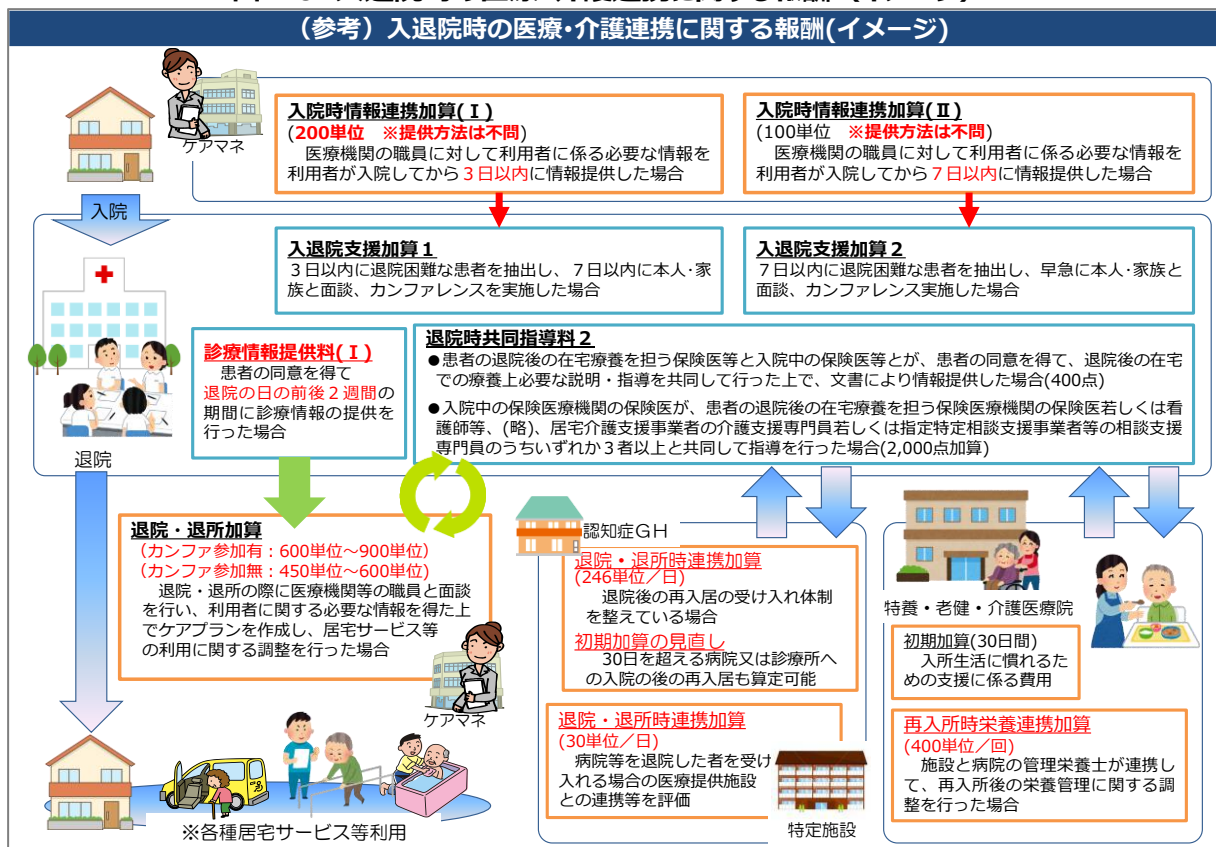 (参考) 入退院時の医療・介護連携に関する報酬(イメージ)
ケアマネ
入院時情報連携加算(Ⅰ)
(200単位 ※提供方法は不問)
医療機関の職員に対して利用者に係る必要な情報を
利用者が入院してから3日以内に情報提供した場合
入院時情報連携加算(Ⅱ)
(100単位 ※提供方法は不問)
医療機関の職員に対して利用者に係る必要な情報を
利用者が入院してから7日以内に情報提供した場合
入院
入退院支援加算1
3日以内に退院困難な患者を抽出し、7日以内に本人・家
族と面談、カンファレンスを実施した場合
入退院支援加算2
7日以内に退院困難な患者を抽出し、早急に本人・家族と
面談、カンファレンス実施した場合
診療情報提供料(Ⅰ)
患者の同意を得て
退院の日の前後2週間の
期間に診療情報の提供を
行った場合
退院時共同指導料2
●患者の退院後の在宅療養を担う保険医等と入院中の保険医等とが、患者の同意を得て、退院後の在宅
での療養上必要な説明・指導を共同して行った上で、文書により情報提供した場合(400点)
●入院中の保険医療機関の保険医が、患者の退院後の在宅療養を担う保険医療機関の保険医若しくは看
護師等、(略)、居宅介護支援事業者の介護支援専門員若しくは指定特定相談支援事業者等の相談支援
専門員のうちいずれか3者以上と共同して指導を行った場合(2,000点加算)
退院
退院・退所加算
(カンファ参加有:600単位~900単位)
(カンファ参加無:450単位~600単位)
退院・退所の際に医療機関等の職員と面談
を行い、利用者に関する必要な情報を得た上
でケアプランを作成し、居宅サービス等
の利用に関する調整を行った場合
ケアマネ
※各種居宅サービス等利用
認知症GH
退院・退所時連携加算
(246単位/日)
退院後の再入居の受け入れ体制
を整えている場合
初期加算の見直し
30日を超える病院又は診療所へ
の入院の後の再入居も算定可能
退院・退所時連携加算
(30単位/日)
病院等を退院した者を受け
入れる場合の医療提供施設
との連携等を評価
特定施設
特養・老健・介護医療院
初期加算(30日間)
入所生活に慣れるた
めの支援に係る費用
再入所時栄養連携加算
(400単位/回)
施設と病院の管理栄養士が連携し
て、再入所後の栄養管理に関する調
整を行った場合